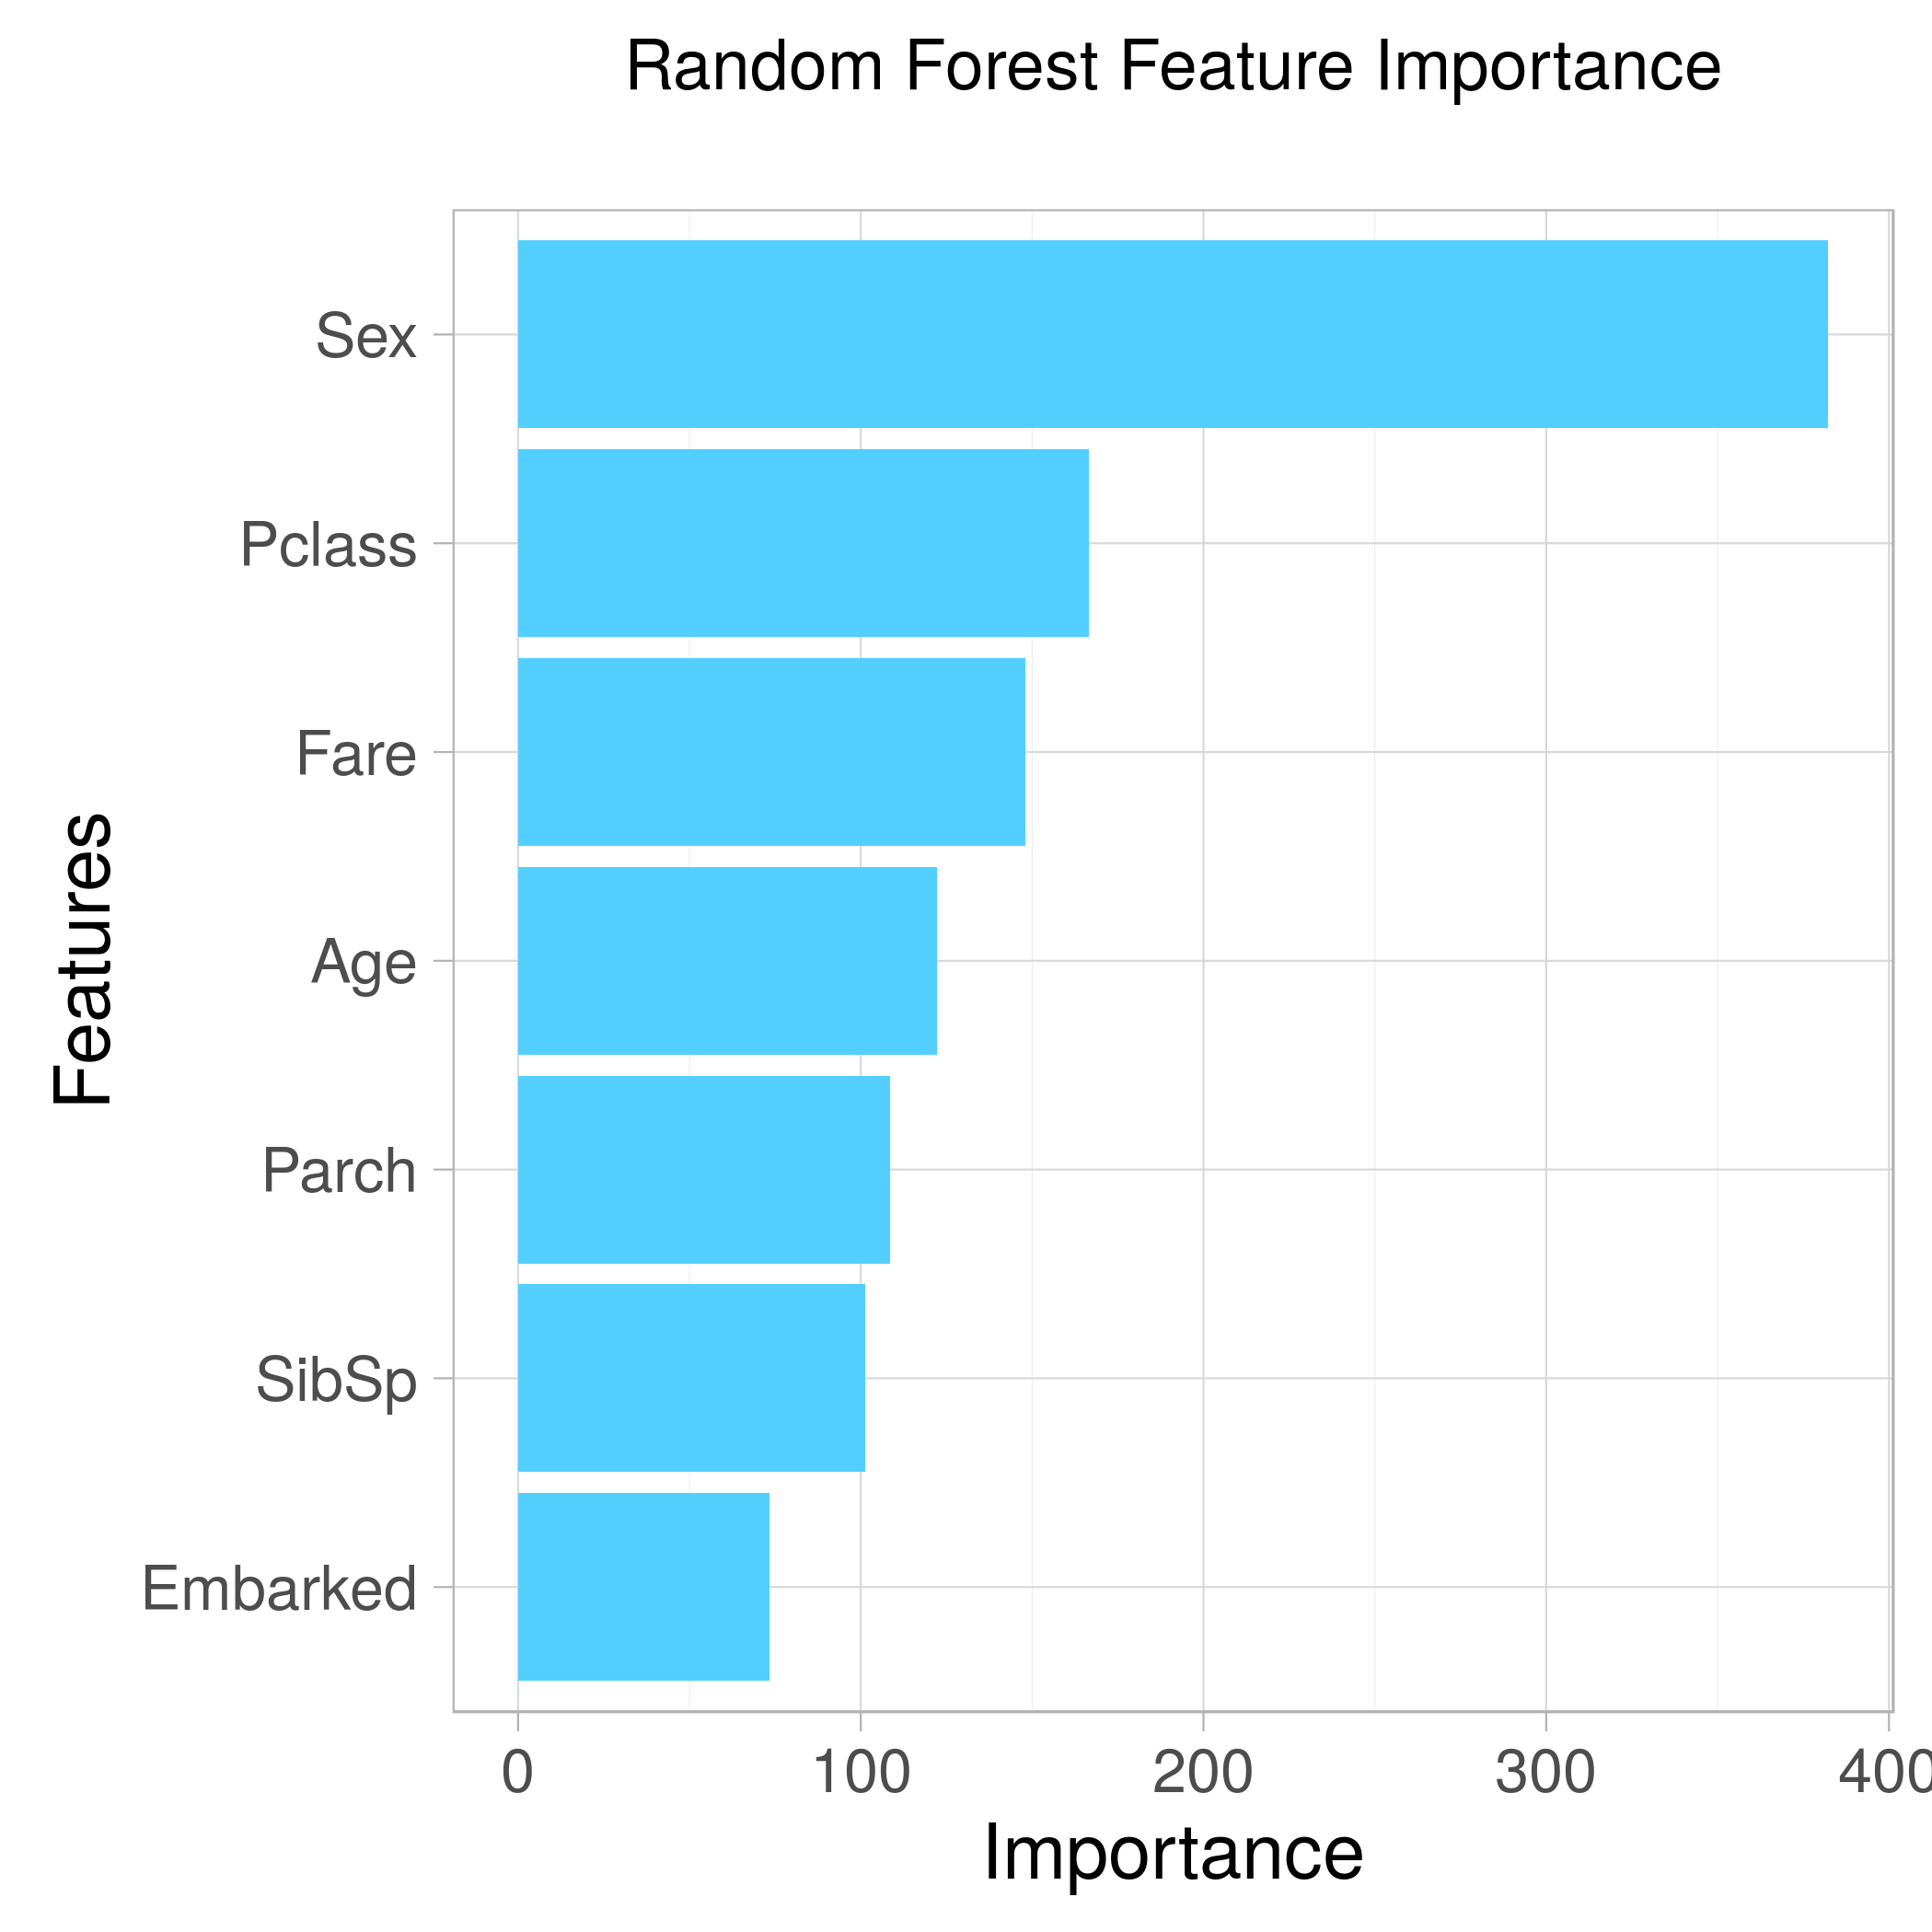 Random Forest Feature Importance
Features
Sex
Pclass
Fare
Age
Parch
SibSp
Embarked
0 100 200 300 400
Importance